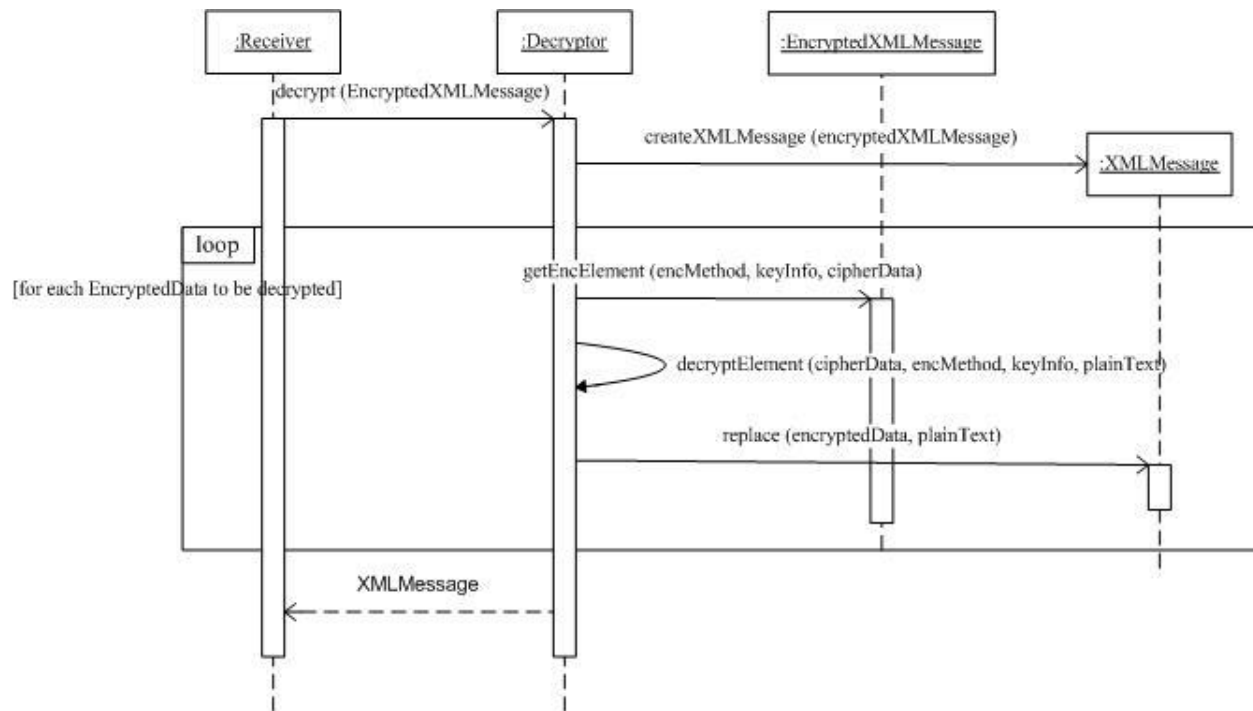 :Receiver
:Decryptor
:EncryptedXMLMessage
decrypt (EncryptedXMLMessage)
createXMLMessage (encryptedXMLMessage)
:XMLMessage
loop
[for each EncryptedData to be decrypted]
getEncElement (encMethod, keyInfo, cipherData)
decryptElement (cipherData, encMethod, keyInfo, plainText)
replace (encryptedData, plainText)
XMLMessage